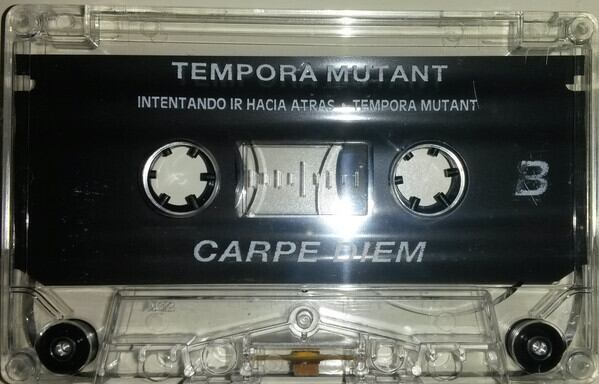 TEMPORA MUTANT
INTENTANDO IR HACIA ATRAS - TEMPORA MUTANT
B
CARPE DIEM